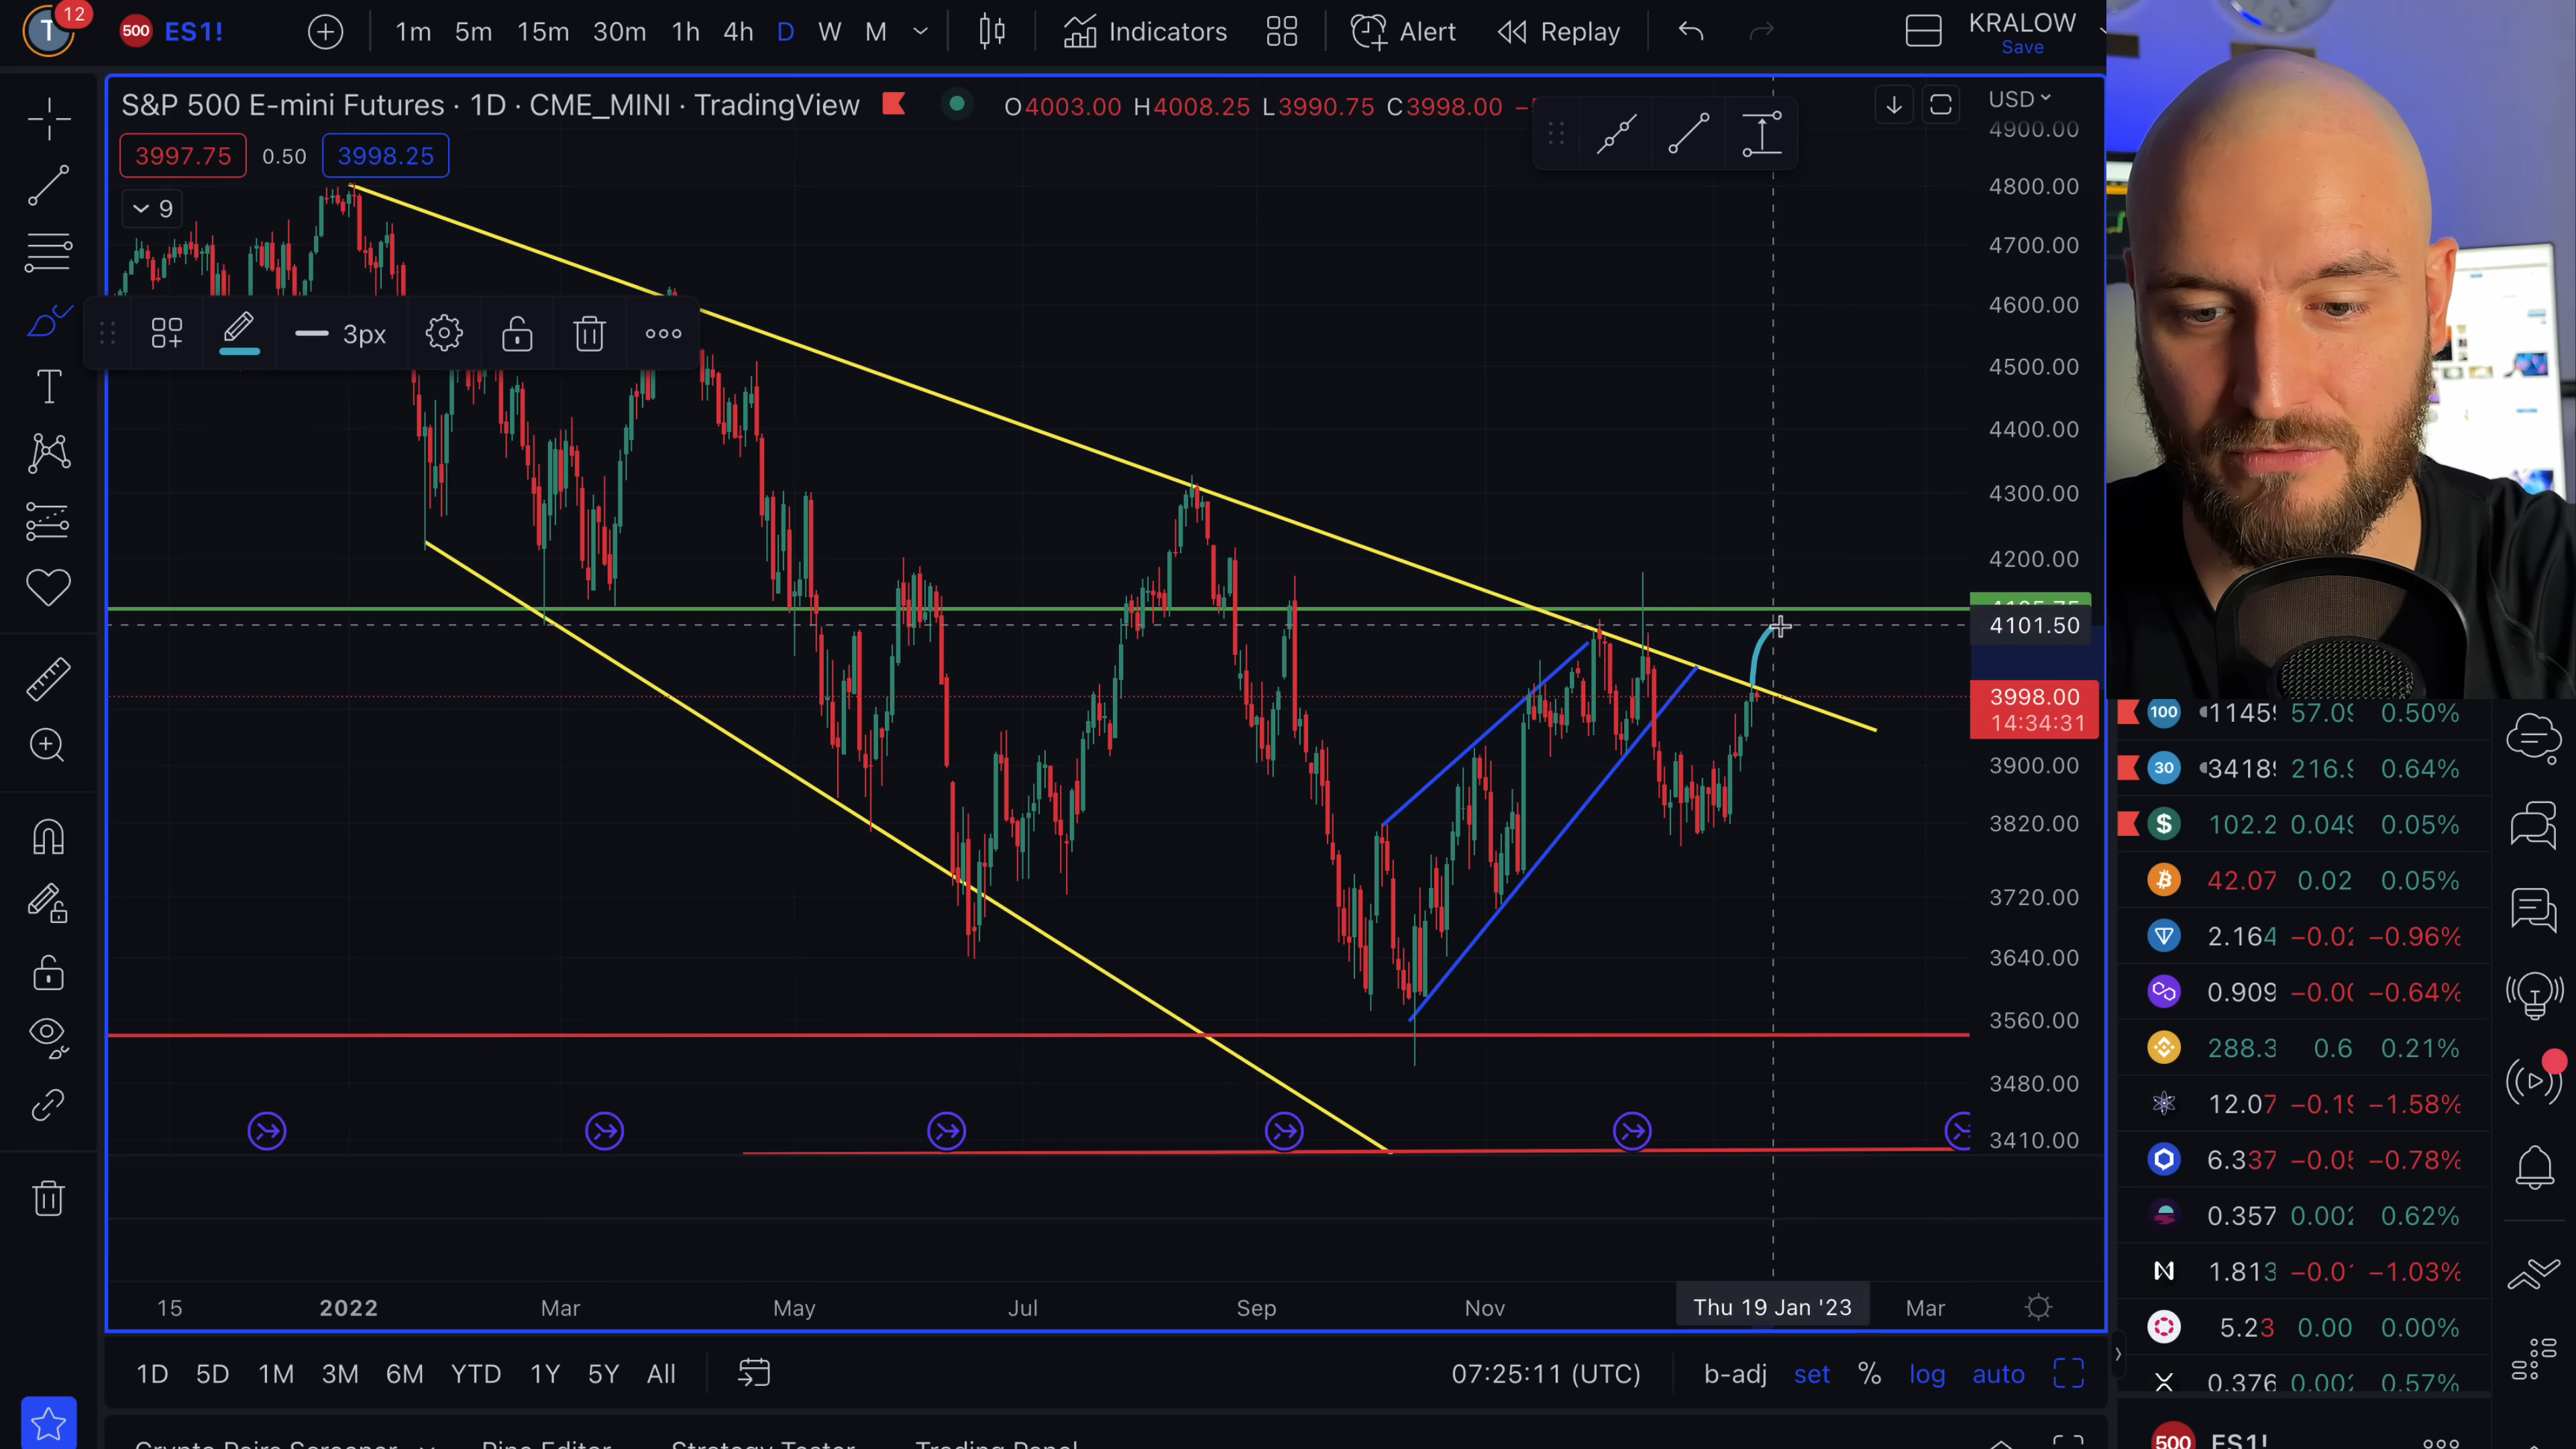 T 12 500 ES1! 1m 5m 15m 30m 1h 4h D W M Indicators Alert Replay KRALOW
Save
S&P 500 E-mini Futures · 1D · CME_MINI · TradingView O4003.00 H4008.25 L3990.75 C3998.00 USD
3997.75 0.50 3998.25
9
3px
T
4900.00
4800.00
4700.00
4600.00
4500.00
4400.00
4300.00
4200.00
4101.50
3998.00
14:34:31
3900.00
3820.00
3720.00
3640.00
3560.00
3480.00
3410.00
15 2022 Mar May Jul Sep Nov Thu 19 Jan '23 Mar
1D 5D 1M 3M 6M YTD 1Y 5Y All 07:25:11 (UTC) b-adj set % log auto
100 0.50%
30 0.64%
$ 102.2 0.05%
42.07 0.02 0.05%
2.164 −0.96%
0.909 −0.64%
288.3 0.6 0.21%
12.07 −1.58%
6.337 −0.78%
0.357 0.62%
1.813 −1.03%
5.23 0.00 0.00%
0.376 0.57%
500 ES1!